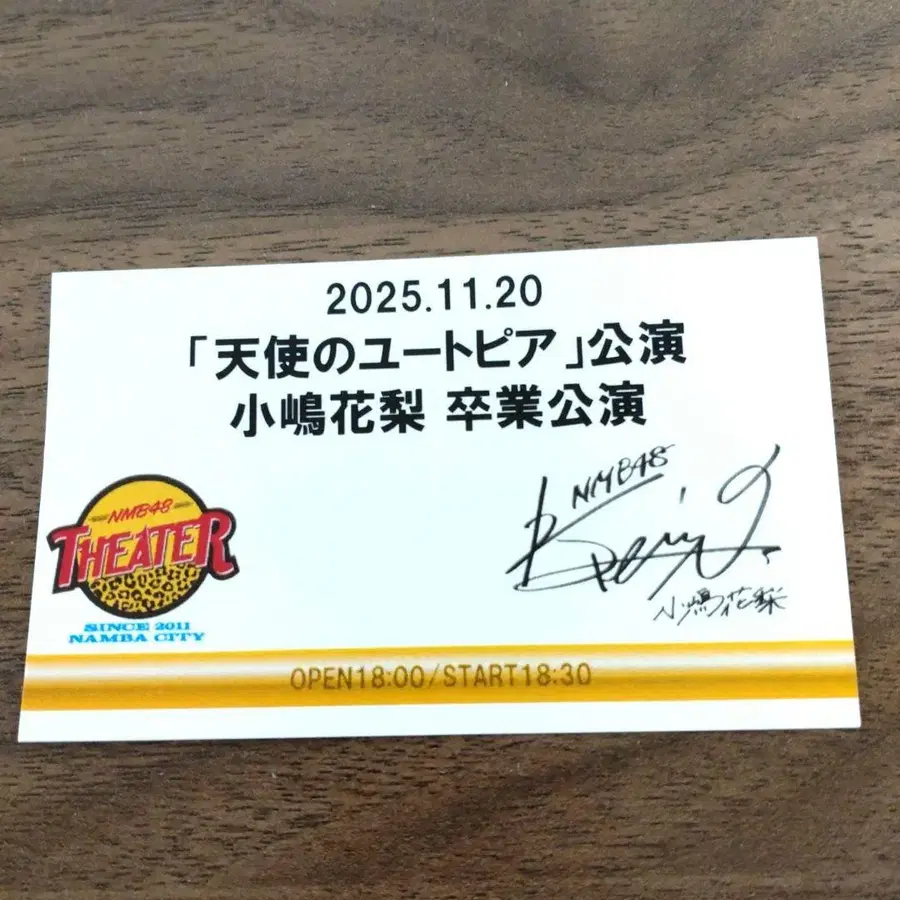 2025.11.20
「天使のユートピア」公演
小嶋花梨 卒業公演
NMB48
小嶋花梨
NMB48
THEATER
SINCE 2011
NAMBA CITY
OPEN18:00/START18:30